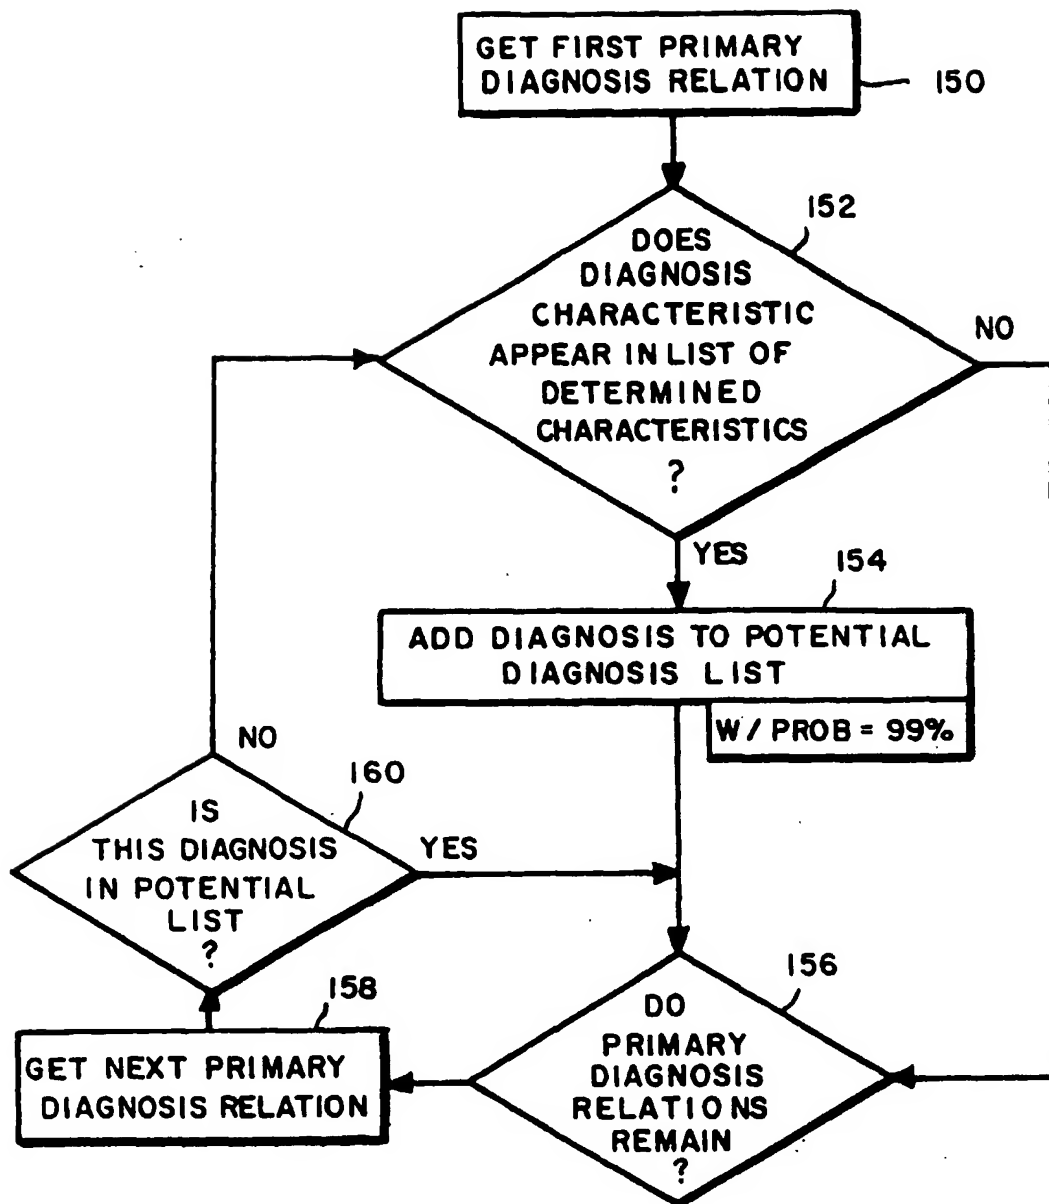 GET FIRST PRIMARY
DIAGNOSIS RELATION
150
152
DOES
DIAGNOSIS
CHARACTERISTIC
APPEAR IN LIST OF
DETERMINED
CHARACTERISTICS
?
NO
YES
154
ADD DIAGNOSIS TO POTENTIAL
DIAGNOSIS LIST
W/ PROB = 99%
NO
160
IS
THIS DIAGNOSIS
IN POTENTIAL
LIST
?
YES
156
DO
PRIMARY
DIAGNOSIS
RELATIONS
REMAIN
?
158
GET NEXT PRIMARY
DIAGNOSIS RELATION